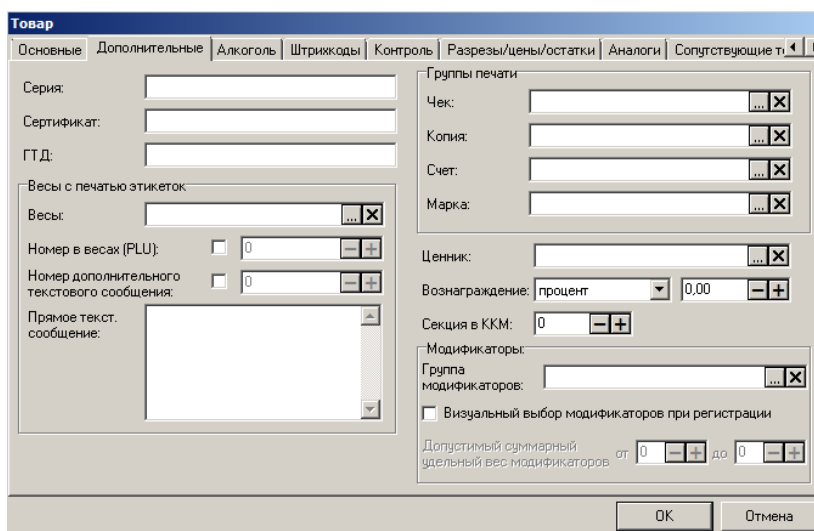 Товар
Основные Дополнительные Алкоголь Штрихкоды Контроль Разрезы/цены/остатки Аналоги Сопутствующие
Серия:
Сертификат:
ГТД:
Весы с печатью этикеток
Весы: ...
Номер в весах (PLU): 0
Номер дополнительного
текстового сообщения: 0
Прямое текст.
сообщение:
Группы печати
Чек: ...
Копия: ...
Счет: ...
Марка: ...
Ценник: ...
Вознаграждение: процент 0,00
Секция в ККМ: 0
Модификаторы:
Группа
модификаторов: ...
Визуальный выбор модификаторов при регистрации
Допустимый суммарный
удельный вес модификаторов от 0 до 0
OK Отмена